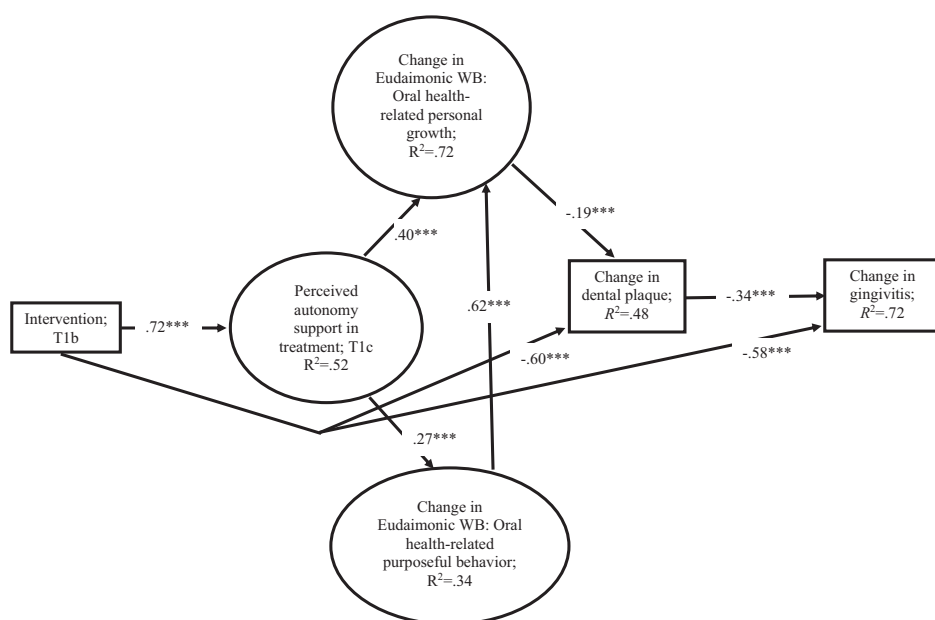 Change in
Eudaimonic WB:
Oral health-
related personal
growth;
R²=.72
-.19***
.40***
Change in
dental plaque;
R²=.48
-.34***
Change in
gingivitis;
R²=.72
Perceived
autonomy
support in
treatment; T1c
R²=.52
.62***
Intervention;
T1b
.72***
-.60***
-.58***
.27***
Change in
Eudaimonic WB: Oral
health-related
purposeful behavior;
R²=.34